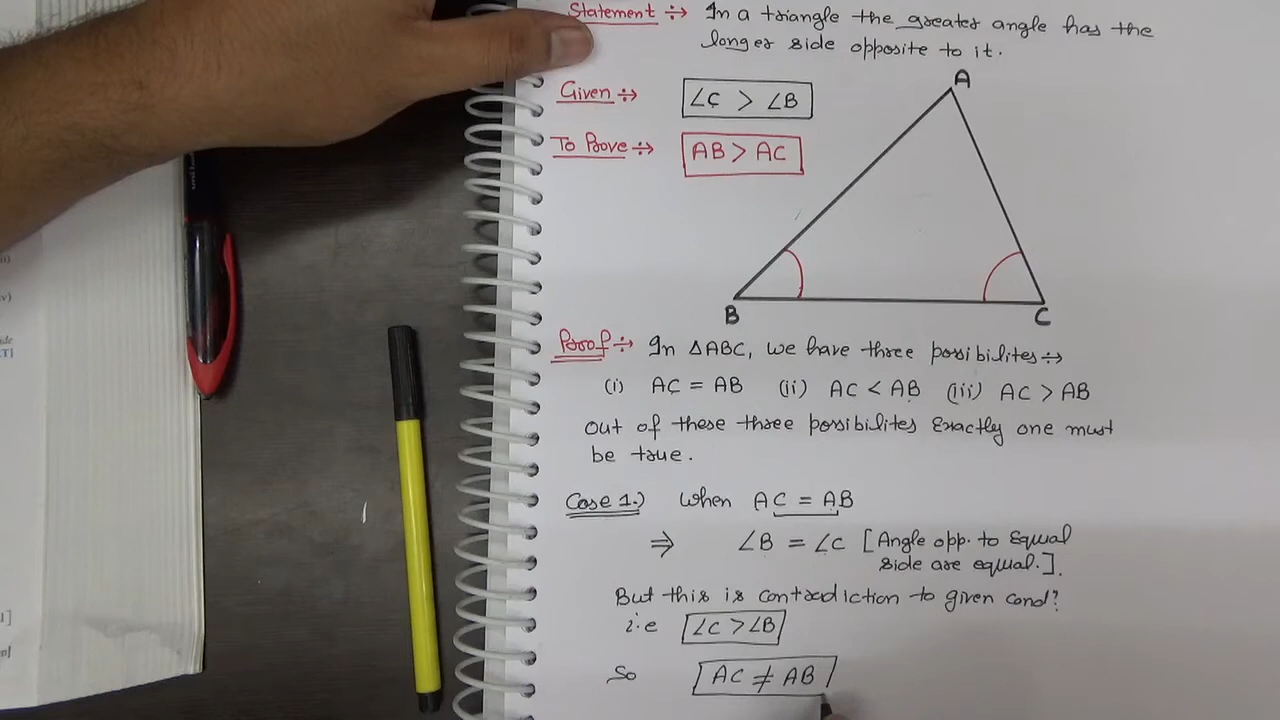 Statement ÷> In a triangle the greater angle has the
longer side opposite to it.
Given ÷> ∠C > ∠B
To Prove ÷> AB > AC
A
B
C
Proof ÷> In ΔABC, we have three possibilites ÷>
(i) AC = AB (ii) AC < AB (iii) AC > AB
out of these three possibilites Exactly one must
be true.
Case 1.) When AC = AB
⇒ ∠B = ∠C [Angle opp. to Equal
side are equal.].
But this is contradiction to given condⁿ
i.e ∠C > ∠B
So AC ≠ AB